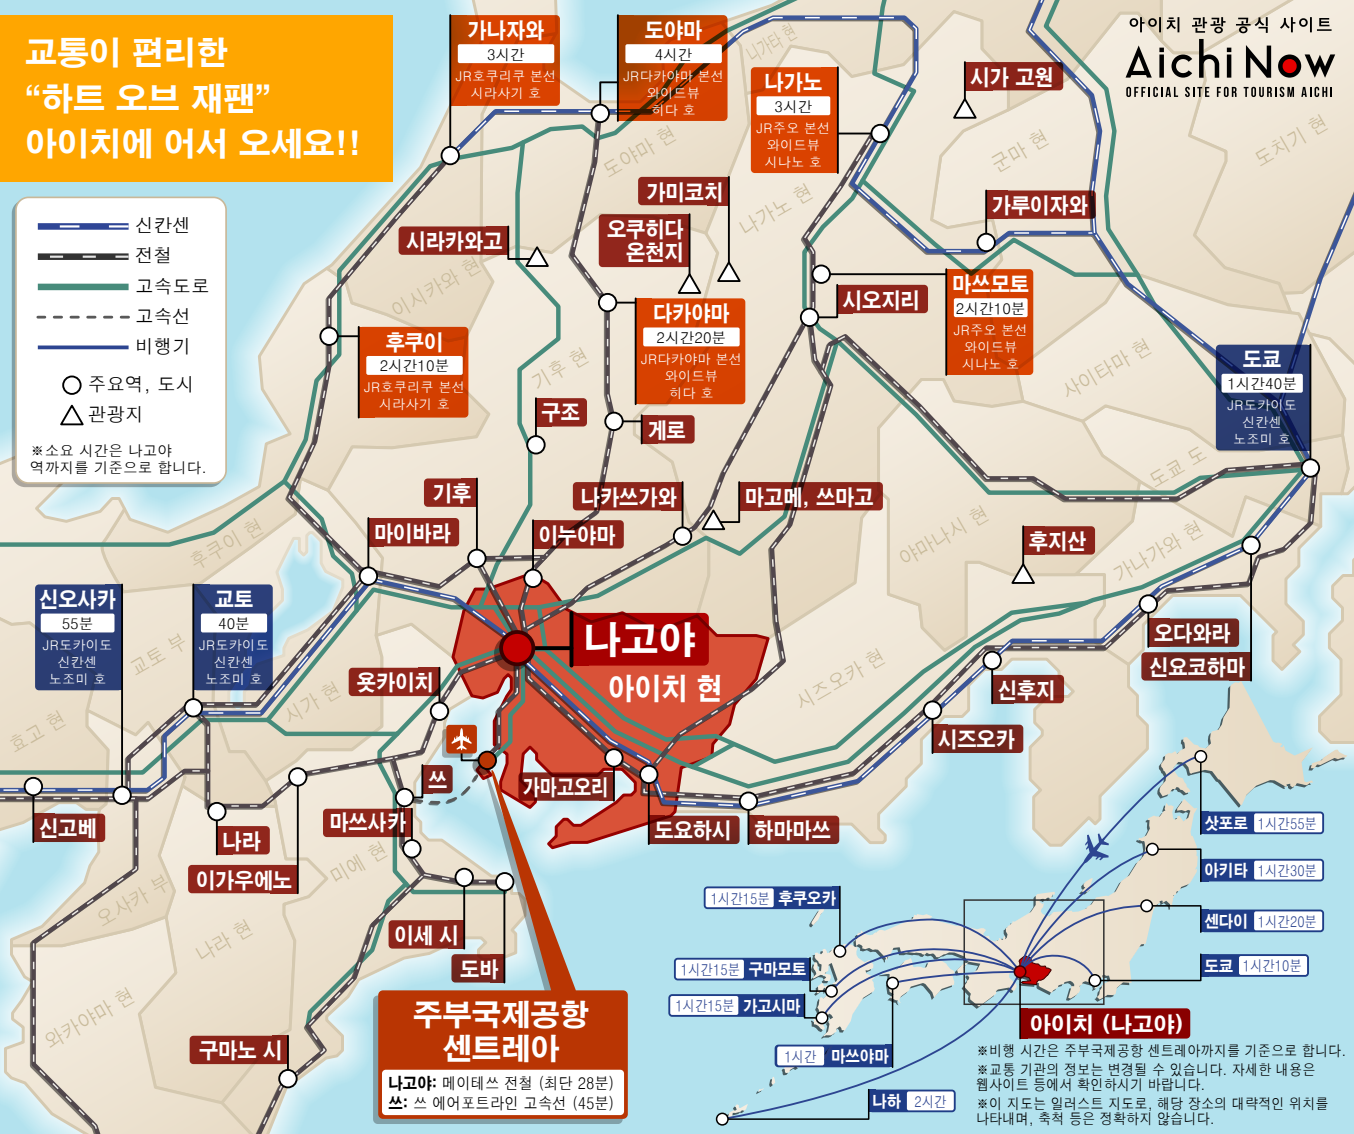 교통이 편리한
“하트 오브 재팬”
아이치에 어서 오세요!!
아이치 관광 공식 사이트
Aichi Now
OFFICIAL SITE FOR TOURISM AICHI
신칸센
전철
고속도로
고속선
비행기
주요역, 도시
관광지
※소요 시간은 나고야
역까지를 기준으로 합니다.
가나자와
3시간
JR호쿠리쿠 본선
시라사기 호
도야마
4시간
JR다카야마 본선
와이드뷰
히다 호
나가노
3시간
JR주오 본선
와이드뷰
시나노 호
니가타 현
시가 고원
군마 현
도치기 현
도야마 현
가미코치
나가노 현
가루이자와
오쿠히다
온천지
시라카와고
이시카와 현
시오지리
마쓰모토
2시간10분
JR주오 본선
와이드뷰
시나노 호
다카야마
2시간20분
JR다카야마 본선
와이드뷰
히다 호
후쿠이
2시간10분
JR호쿠리쿠 본선
시라사기 호
기후 현
사이타마 현
도쿄
1시간40분
JR도카이도
신칸센
노조미 호
구조
게로
도쿄 도
기후
나카쓰가와
마고메, 쓰마고
마이바라
이누야마
후쿠이 현
야마나시 현
후지산
가나가와 현
신오사카
55분
JR도카이도
신칸센
노조미 호
교토
40분
JR도카이도
신칸센
노조미 호
교토 부
나고야
아이치 현
오다와라
신요코하마
욧카이치
시가 현
시즈오카 현
신후지
효고 현
시즈오카
쓰
가마고오리
신고베
나라
마쓰사카
도요하시
하마마쓰
이가우에노
미에 현
오사카 부
나라 현
이세 시
도바
와카야마 현
구마노 시
주부국제공항
센트레아
나고야: 메이테쓰 전철 (최단 28분)
쓰: 쓰 에어포트라인 고속선 (45분)
삿포로 1시간55분
아키타 1시간30분
센다이 1시간20분
도쿄 1시간10분
1시간15분 후쿠오카
1시간15분 구마모토
1시간15분 가고시마
1시간 마쓰야마
나하 2시간
아이치 (나고야)
※비행 시간은 주부국제공항 센트레아까지를 기준으로 합니다.
※교통 기관의 정보는 변경될 수 있습니다. 자세한 내용은
웹사이트 등에서 확인하시기 바랍니다.
※이 지도는 일러스트 지도로, 해당 장소의 대략적인 위치를
나타내며, 축척 등은 정확하지 않습니다.